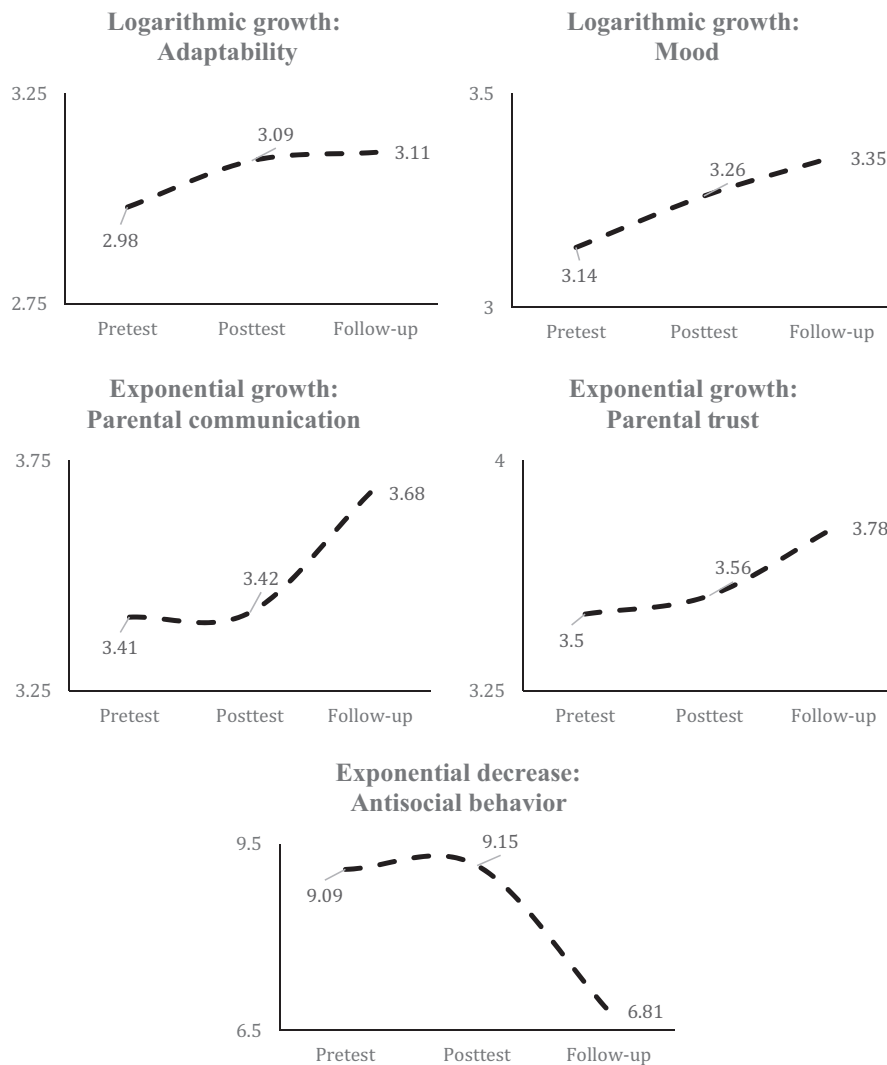 Logarithmic growth:
Adaptability
3.25
3.09
3.11
2.98
2.75
Pretest Posttest Follow-up
Logarithmic growth:
Mood
3.5
3.35
3.26
3.14
3
Pretest Posttest Follow-up
Exponential growth:
Parental communication
3.75
3.68
3.42
3.41
3.25
Pretest Posttest Follow-up
Exponential growth:
Parental trust
4
3.78
3.56
3.5
3.25
Pretest Posttest Follow-up
Exponential decrease:
Antisocial behavior
9.5
9.15
9.09
6.81
6.5
Pretest Posttest Follow-up